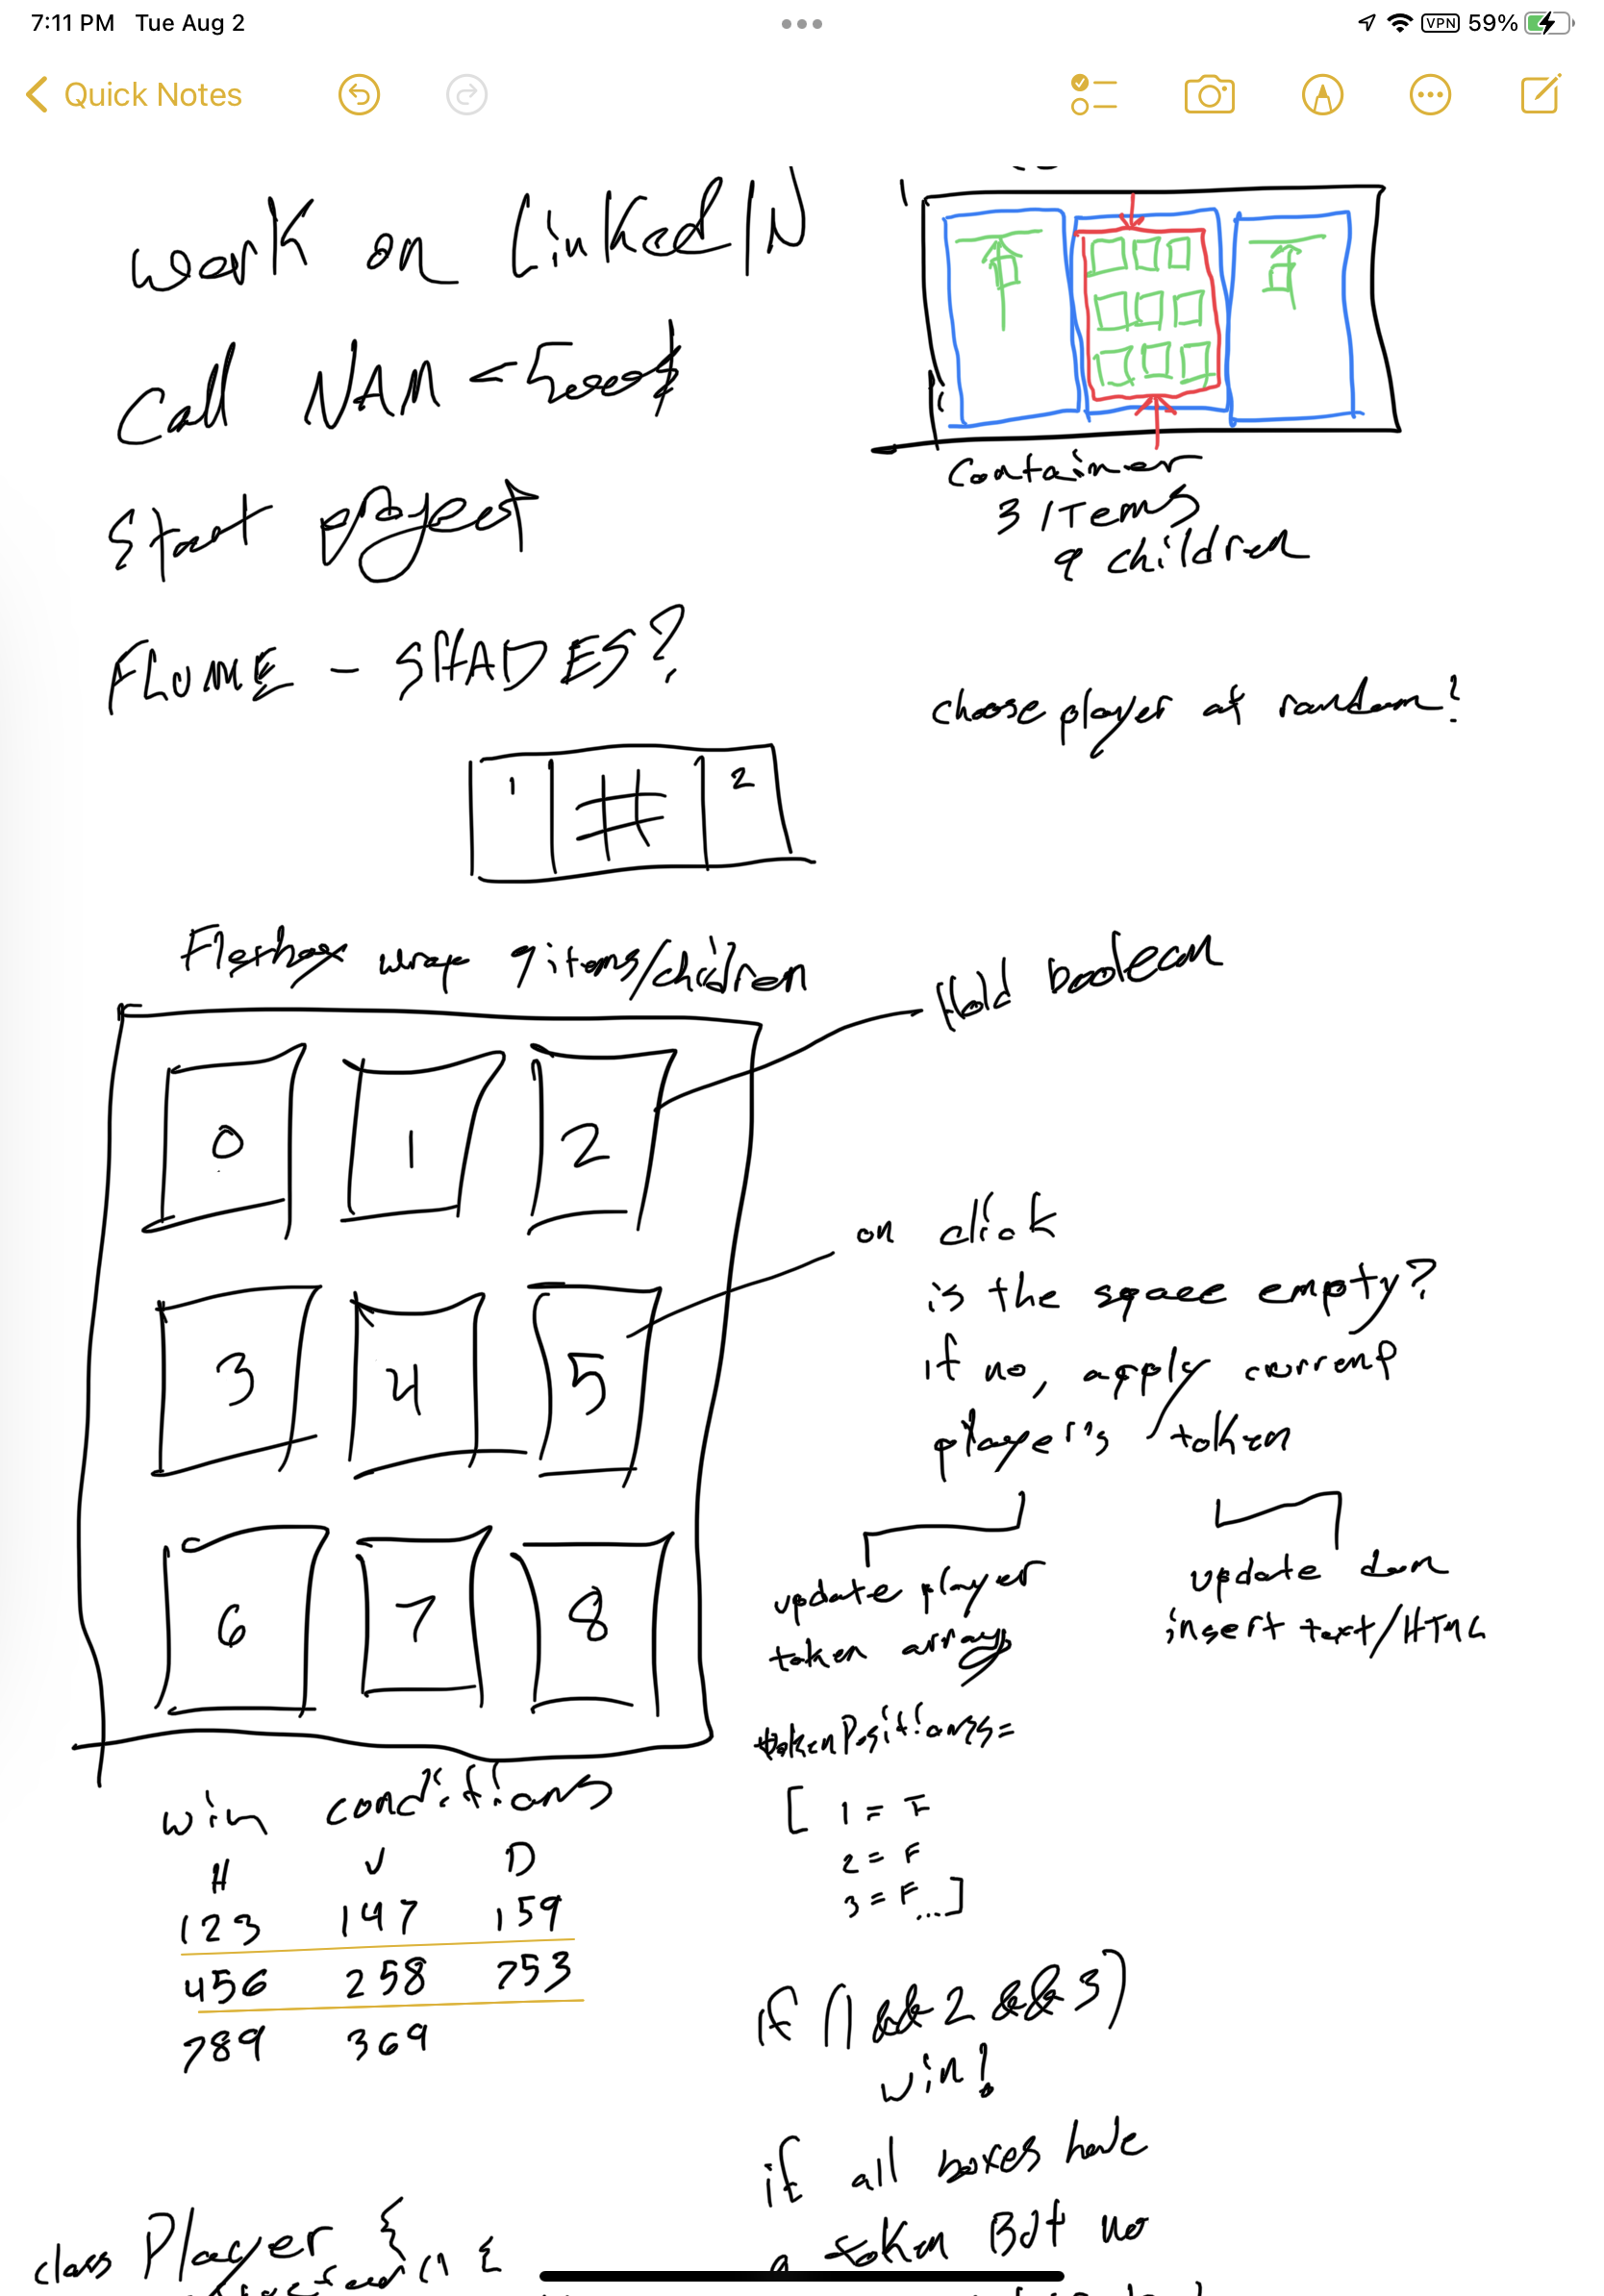 7:11 PM Tue Aug 2
VPN 59%
Quick Notes
work on LinkedIN
Call NAM - 5000$
Start project
FLUME - SHADES?
Container
3 ITems
9 children
choose player at random?
1 # 2
Flexbox wrap 9 items/children
Hold boolean
0 1 2
3 4 5
6 7 8
on click
is the space empty?
if no, apply current
player's token
update player
token array
update dom
insert text/HTML
tokenPositions=
[ 1 = F
2 = F
3 = F ...]
win conditions
H V D
123 147 159
456 258 753
789 369
if (1 && 2 && 3)
win!
if all boxes have
a token BUt no
class Player {